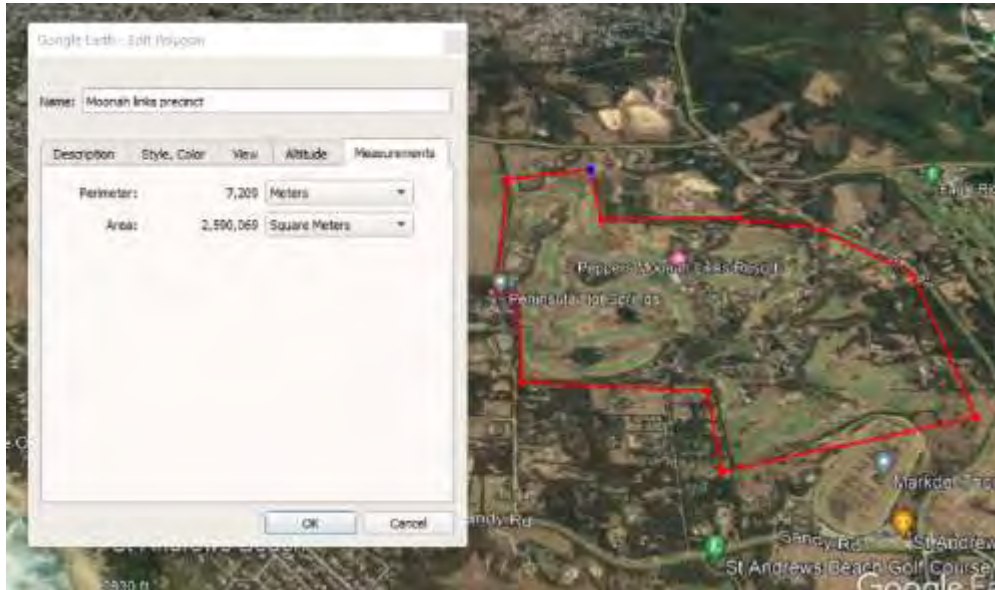 Google Earth - Edit Polygon
Name: Moonah links precinct
Description Style, Color View Altitude Measurements
Perimeter: 7,209 Meters
Area: 2,590,069 Square Meters
OK Cancel
Peppers Moonah Links Resort
Peninsula Hot Springs
Sandy Rd
St Andrews Beach
St Andrews Beach Golf Course
Google